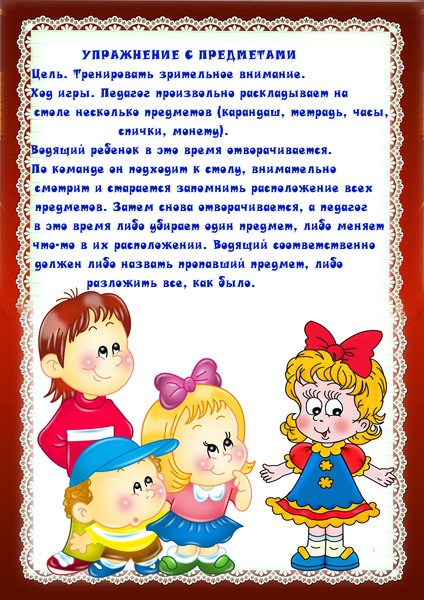 УПРАЖНЕНИЕ С ПРЕДМЕТАМИ
Цель. Тренировать зрительное внимание.
Ход игры. Педагог произвольно раскладывает на
столе несколько предметов (карандаш, тетрадь, часы,
спички, монету).
Водящий ребенок в это время отворачивается.
По команде он подходит к столу, внимательно
смотрит и старается запомнить расположение всех
предметов. Затем снова отворачивается, а педагог
в это время либо убирает один предмет, либо меняет
что-то в их расположении. Водящий соответственно
должен либо назвать пропавший предмет, либо
разложить все, как было.